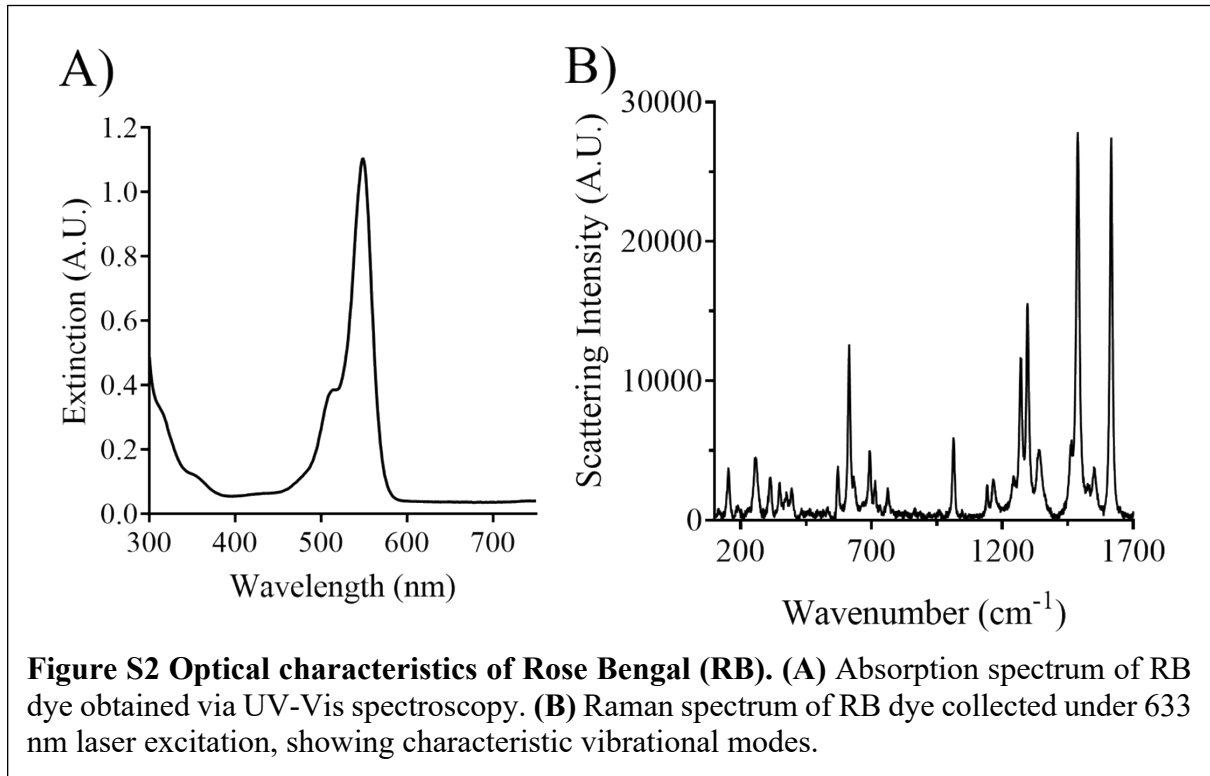 A)
B)
Extinction (A.U.)
1.2
1.0
0.8
0.6
0.4
0.2
0.0
300
400
500
600
700
Wavelength (nm)
Scattering Intensity (A.U.)
30000
20000
10000
0
200
700
1200
1700
Wavenumber (cm⁻¹)
Figure S2 Optical characteristics of Rose Bengal (RB). (A) Absorption spectrum of RB
dye obtained via UV-Vis spectroscopy. (B) Raman spectrum of RB dye collected under 633
nm laser excitation, showing characteristic vibrational modes.